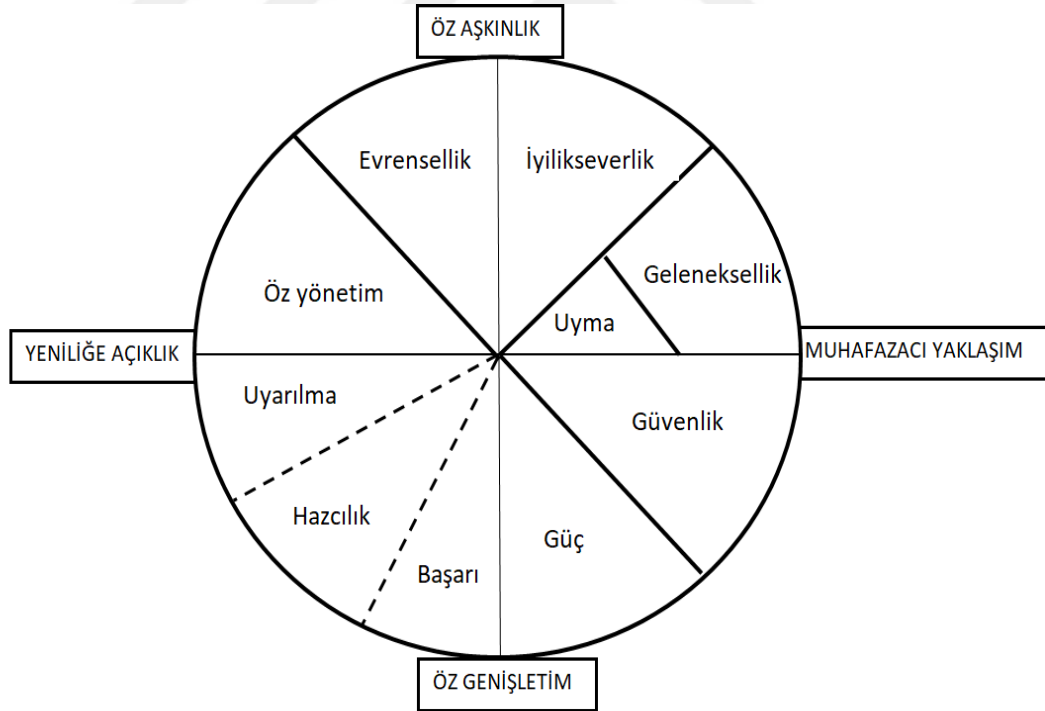 ÖZ AŞKINLIK
Evrensellik
İyilikseverlik
Öz yönetim
Geleneksellik
Uyma
YENİLİĞE AÇIKLIK
MUHAFAZACI YAKLAŞIM
Uyarılma
Güvenlik
Hazcılık
Güç
Başarı
ÖZ GENİŞLETİM